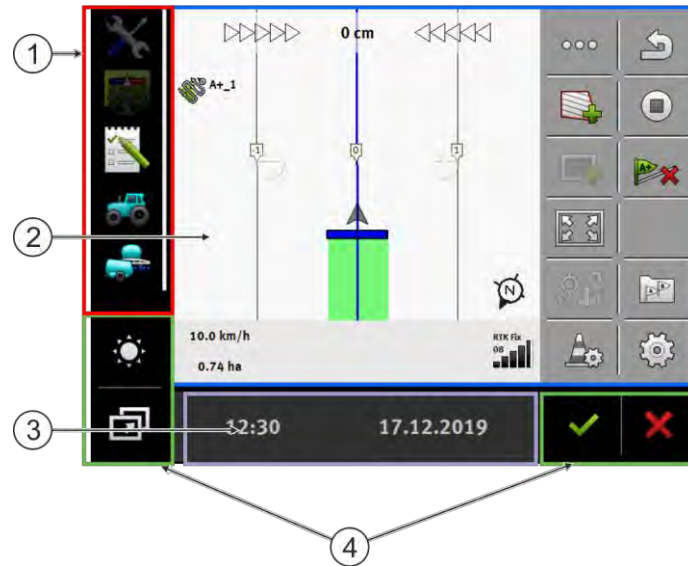 1
0 cm
A+_1
-1
0
1
A+
2
N
A B
10.0 km/h
RTK Fix
08
0.74 ha
3
12:30
17.12.2019
4